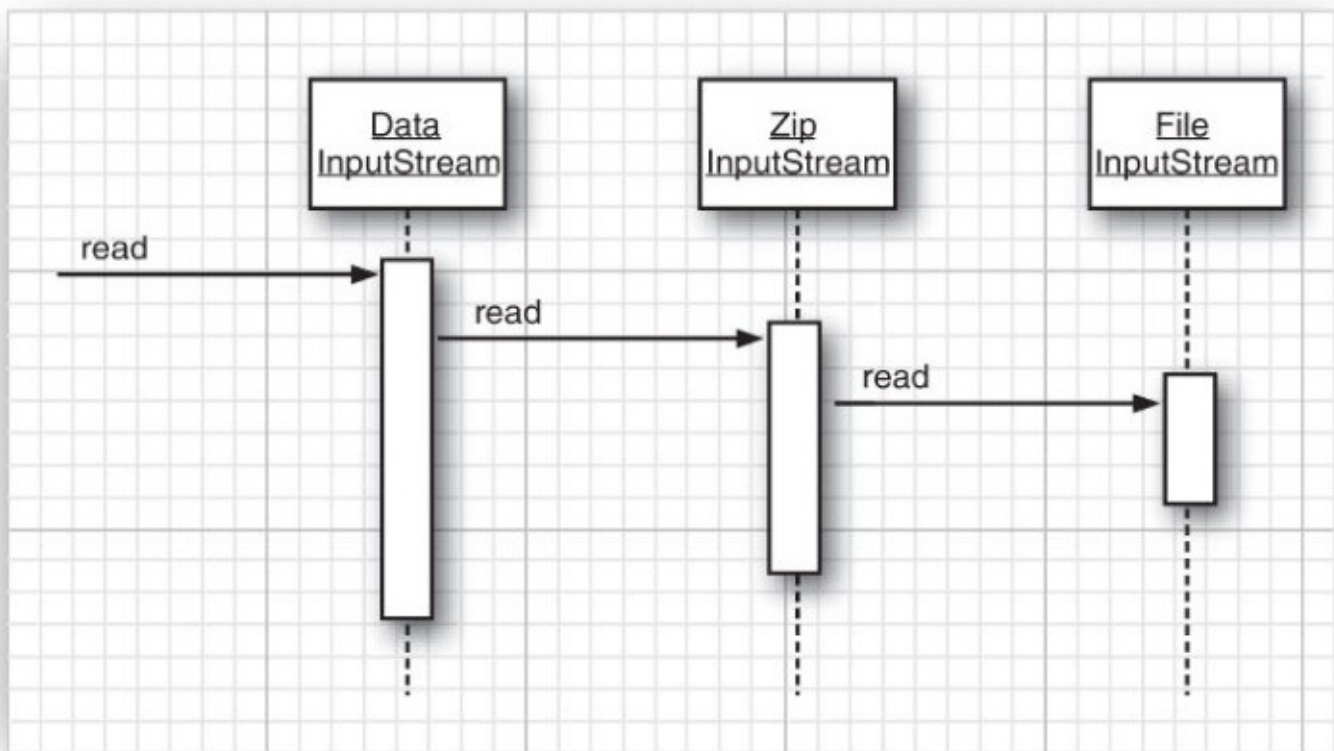 Data
InputStream
Zip
InputStream
File
InputStream
read
read
read